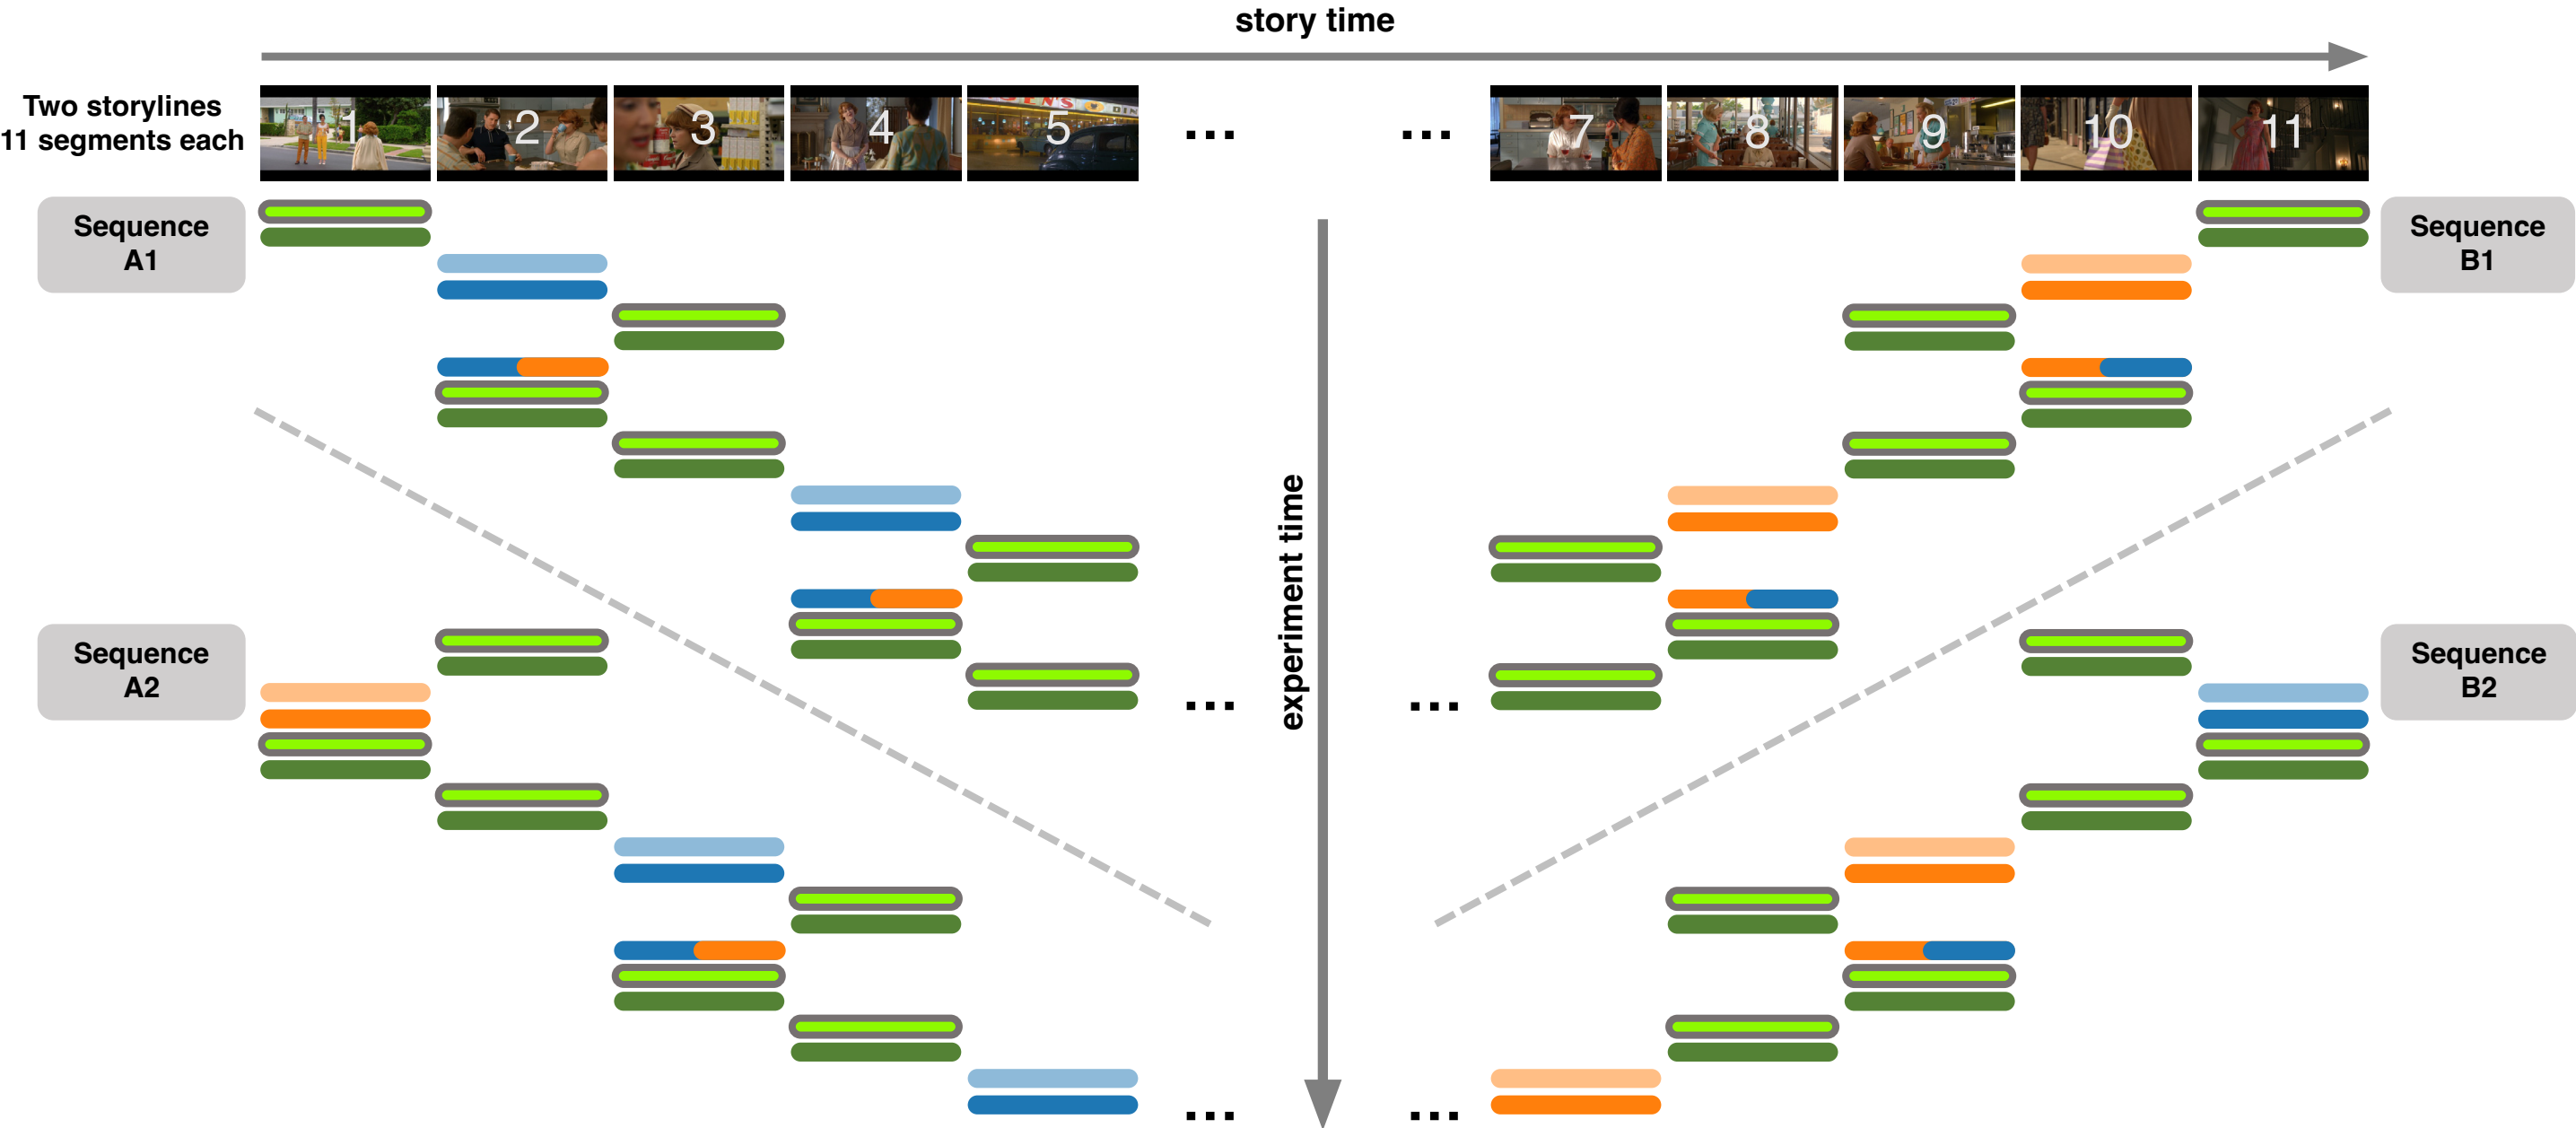 story time
Two storylines
11 segments each
1
2
3
4
5
...
...
7
8
9
10
11
Sequence
A1
Sequence
B1
experiment time
Sequence
A2
Sequence
B2
...
...
...
...